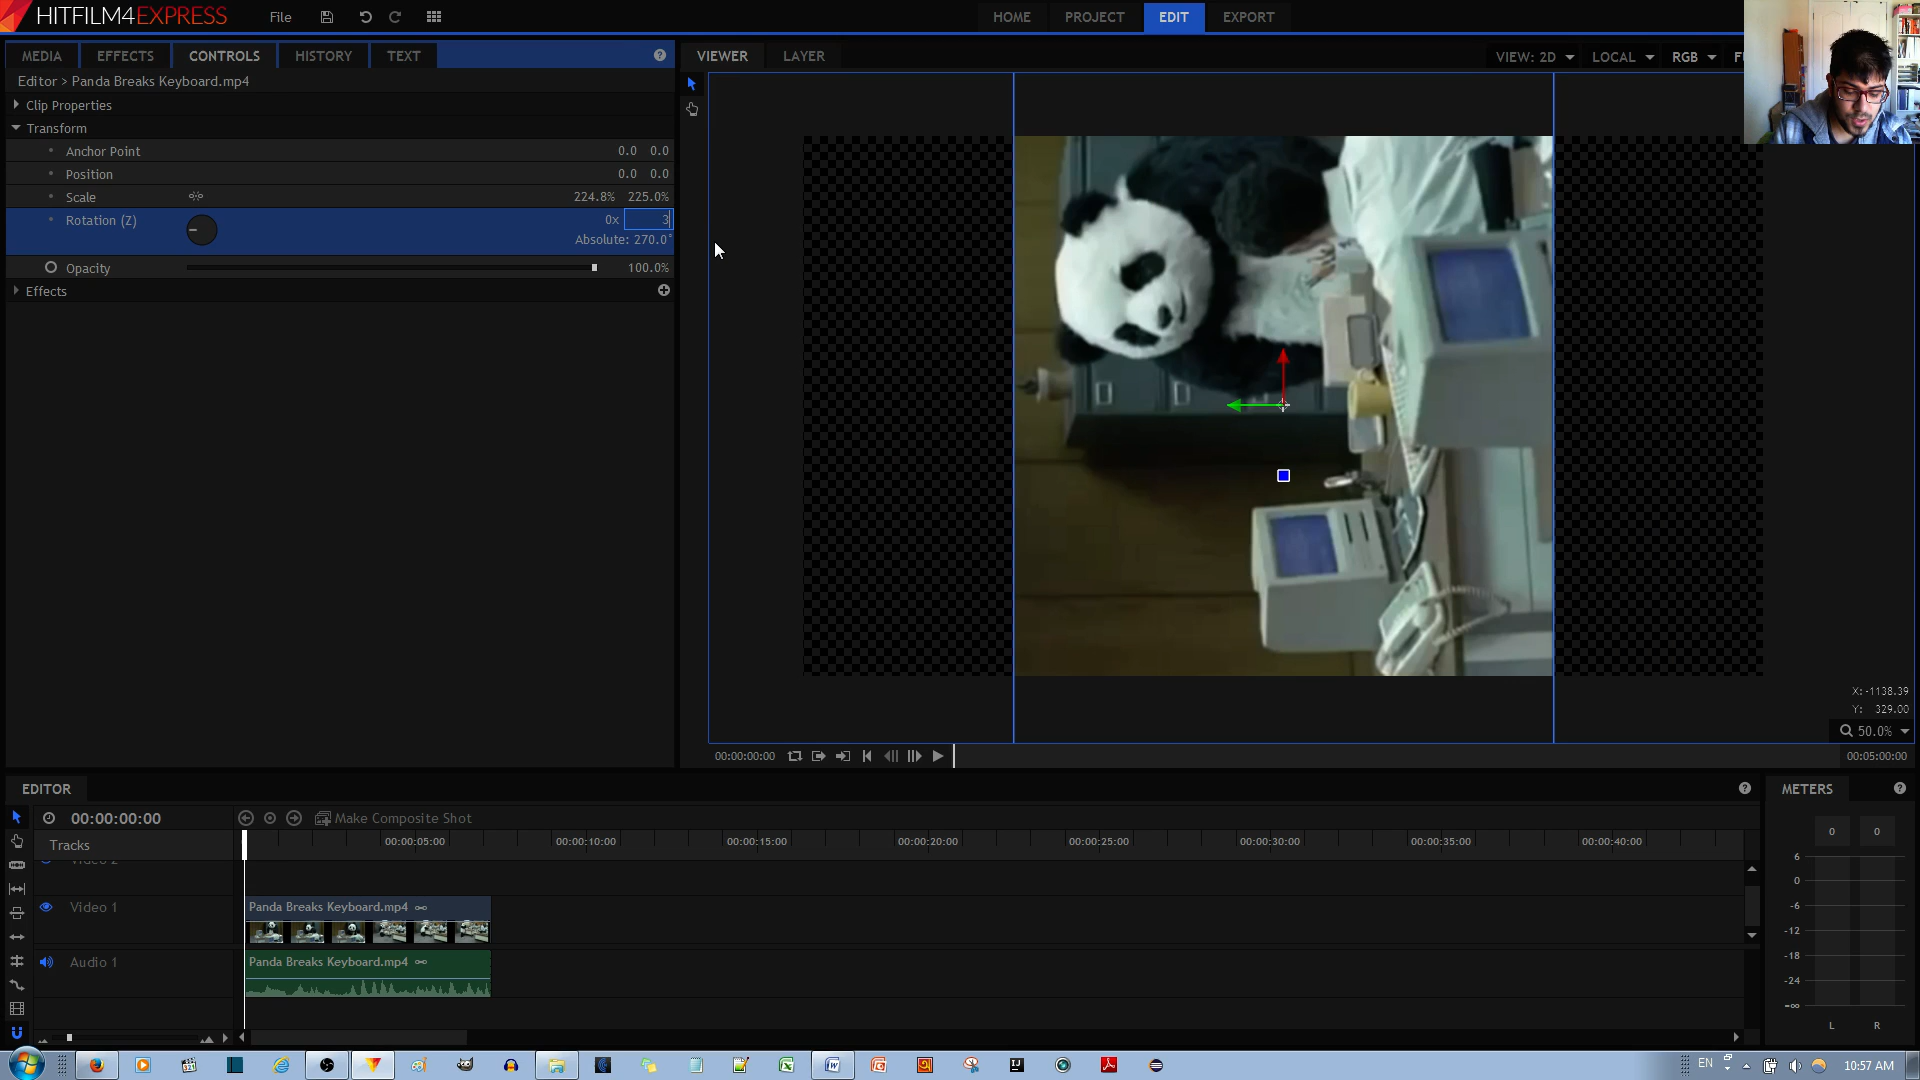 HITFILM4EXPRESS File HOME PROJECT EDIT EXPORT
MEDIA EFFECTS CONTROLS HISTORY TEXT
Editor > Panda Breaks Keyboard.mp4
Clip Properties
Transform
Anchor Point 0.0 0.0
Position 0.0 0.0
Scale 224.8% 225.0%
Rotation (Z) 0x 3
Absolute: 270.0°
Opacity 100.0%
Effects
VIEWER LAYER VIEW: 2D LOCAL RGB
X: -1138.39
Y: 329.00
50.0%
00:00:00:00 00:05:00:00
EDITOR
00:00:00:00 Make Composite Shot
Tracks 00:00:05:00 00:00:10:00 00:00:15:00 00:00:20:00 00:00:25:00 00:00:30:00 00:00:35:00 00:00:40:00
Video 2
Video 1 Panda Breaks Keyboard.mp4
Audio 1 Panda Breaks Keyboard.mp4
METERS
0 0
6
0
-6
-12
-18
-24
-∞
L R
EN 10:57 AM